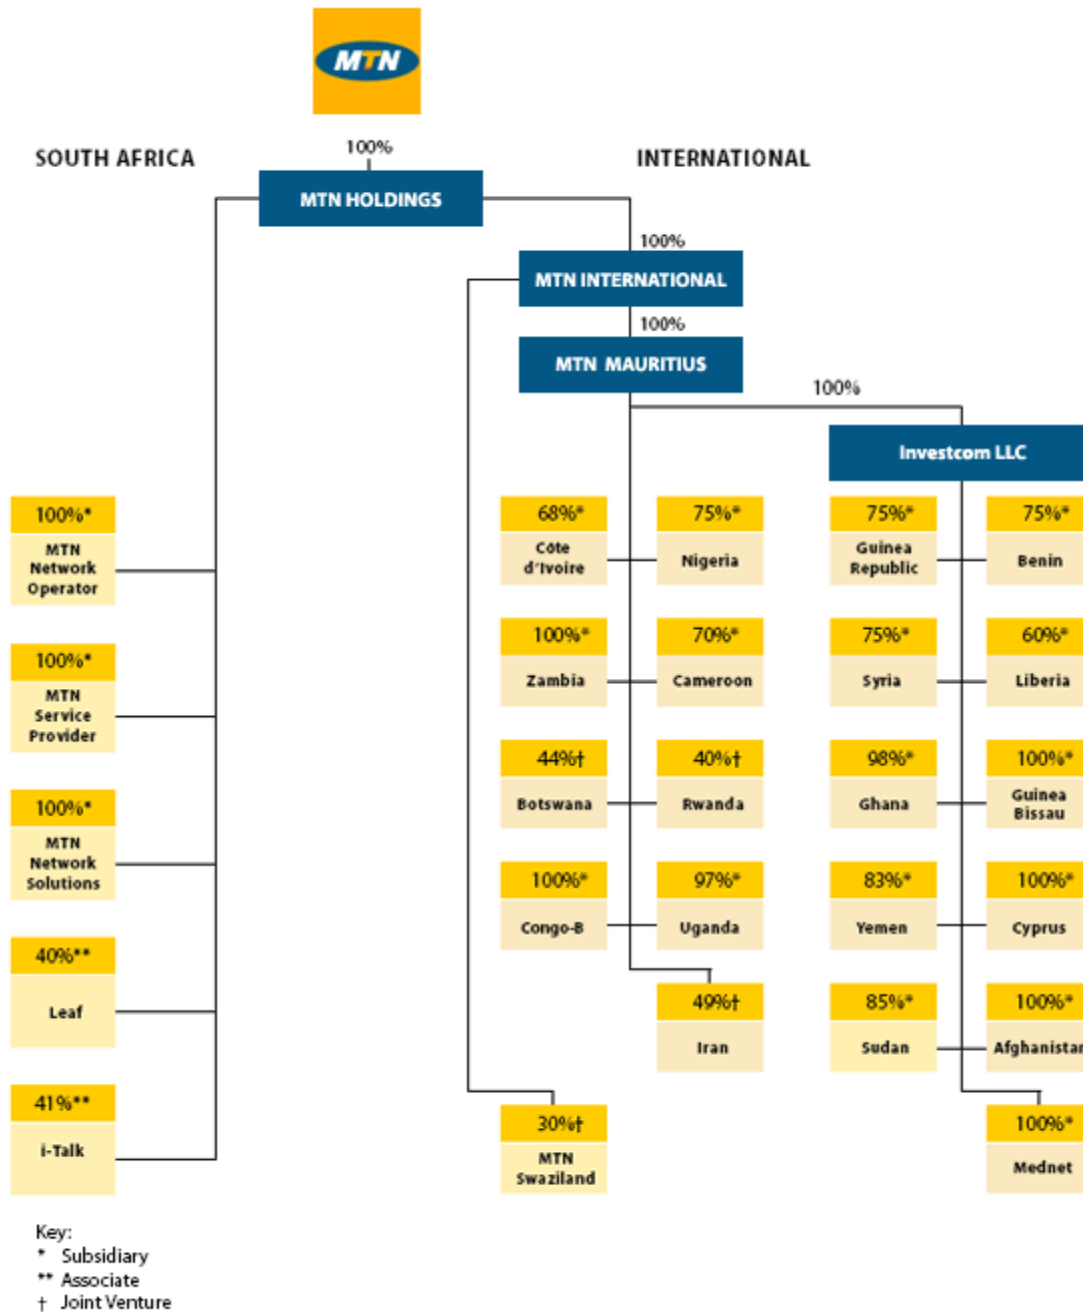 MTN
SOUTH AFRICA
100%
INTERNATIONAL
MTN HOLDINGS
100%
MTN INTERNATIONAL
100%
MTN MAURITIUS
100%
Investcom LLC
100%*
MTN
Network
Operator
100%*
MTN
Service
Provider
100%*
MTN
Network
Solutions
40%**
Leaf
41%**
i-Talk
68%*
Côte
d'Ivoire
75%*
Nigeria
100%*
Zambia
70%*
Cameroon
44%†
Botswana
40%†
Rwanda
100%*
Congo-B
97%*
Uganda
49%†
Iran
30%†
MTN
Swaziland
75%*
Guinea
Republic
75%*
Benin
75%*
Syria
60%*
Liberia
98%*
Ghana
100%*
Guinea
Bissau
83%*
Yemen
100%*
Cyprus
85%*
Sudan
100%*
Afghanistan
100%*
Mednet
Key:
* Subsidiary
** Associate
† Joint Venture